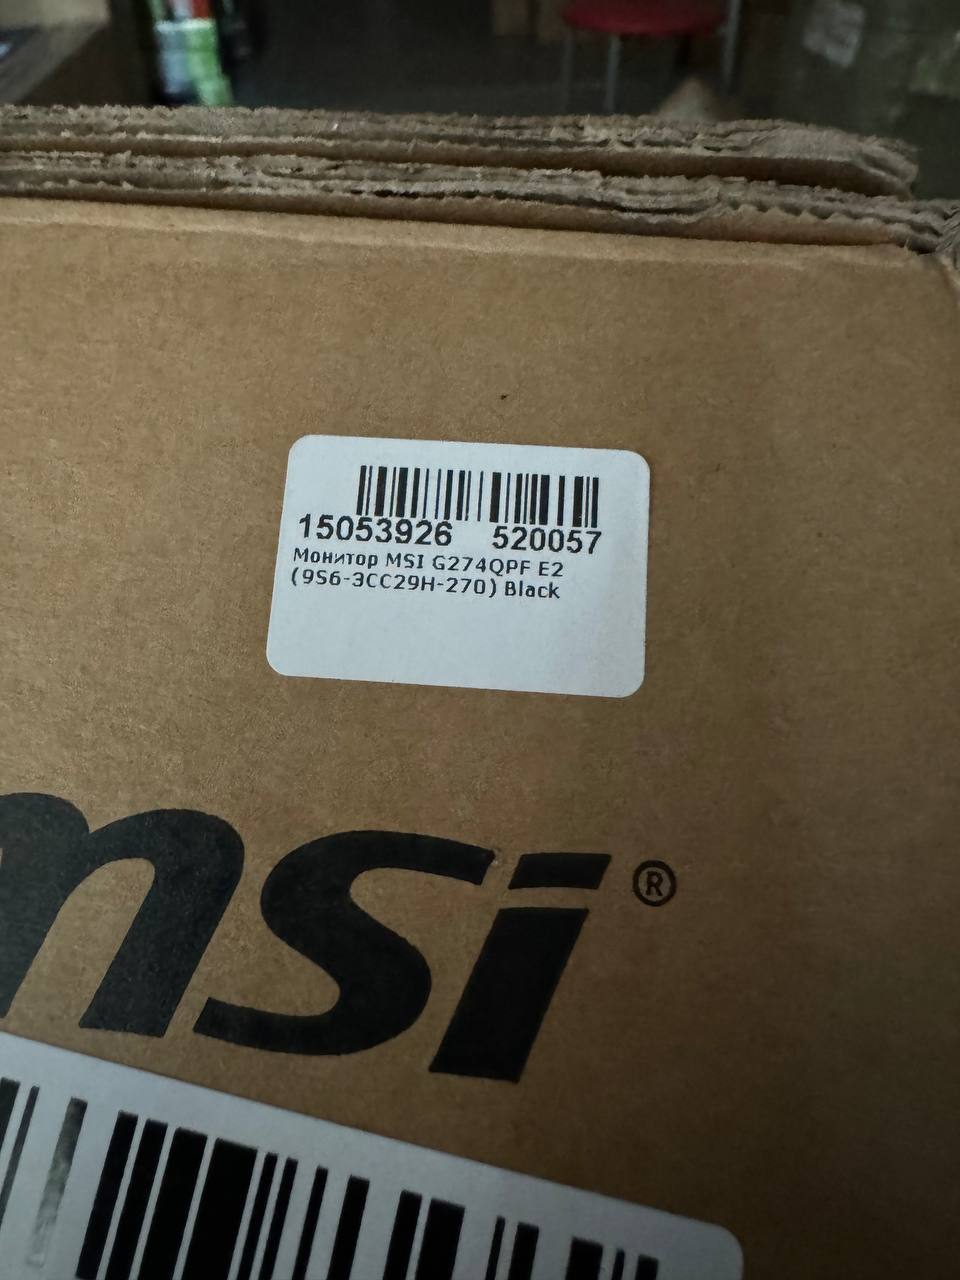 15053926 520057
Монитор MSI G274QPF E2
(9S6-3CC29H-270) Black
msi®